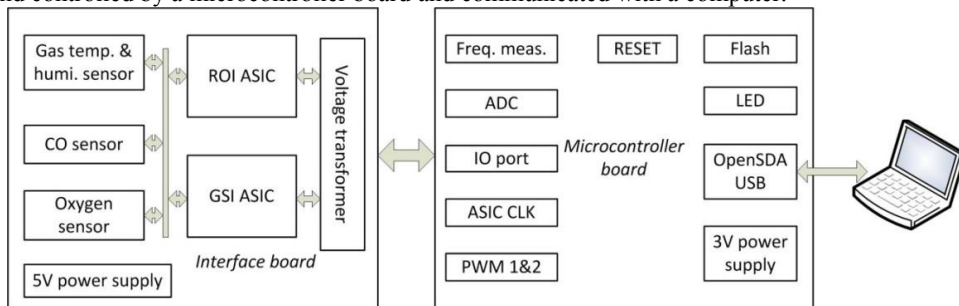 and controlled by a microcontroller board and communicated with a computer.
Gas temp. &
humi. sensor
CO sensor
Oxygen
sensor
5V power supply
ROI ASIC
GSI ASIC
Interface board
Voltage transformer
Freq. meas.
ADC
IO port
ASIC CLK
PWM 1&2
RESET
Microcontroller
board
Flash
LED
OpenSDA
USB
3V power
supply